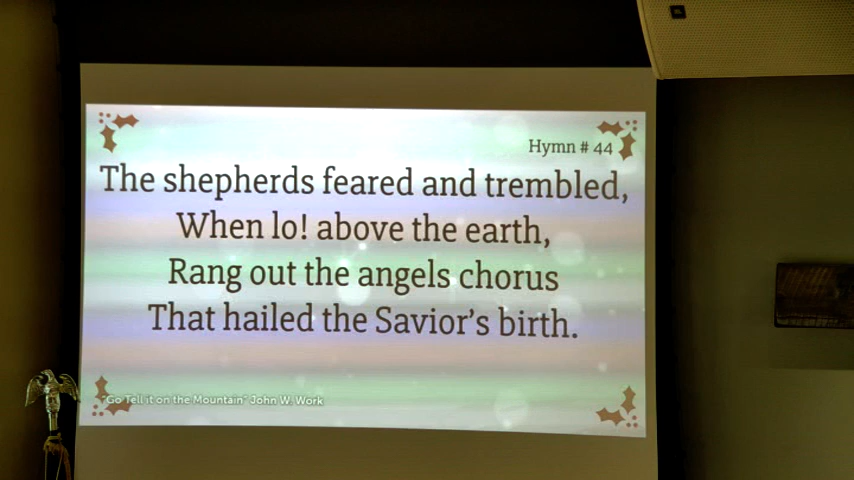 Hymn # 44
The shepherds feared and trembled,
When lo! above the earth,
Rang out the angels chorus
That hailed the Savior's birth.
"Go Tell it on the Mountain" John W. Work